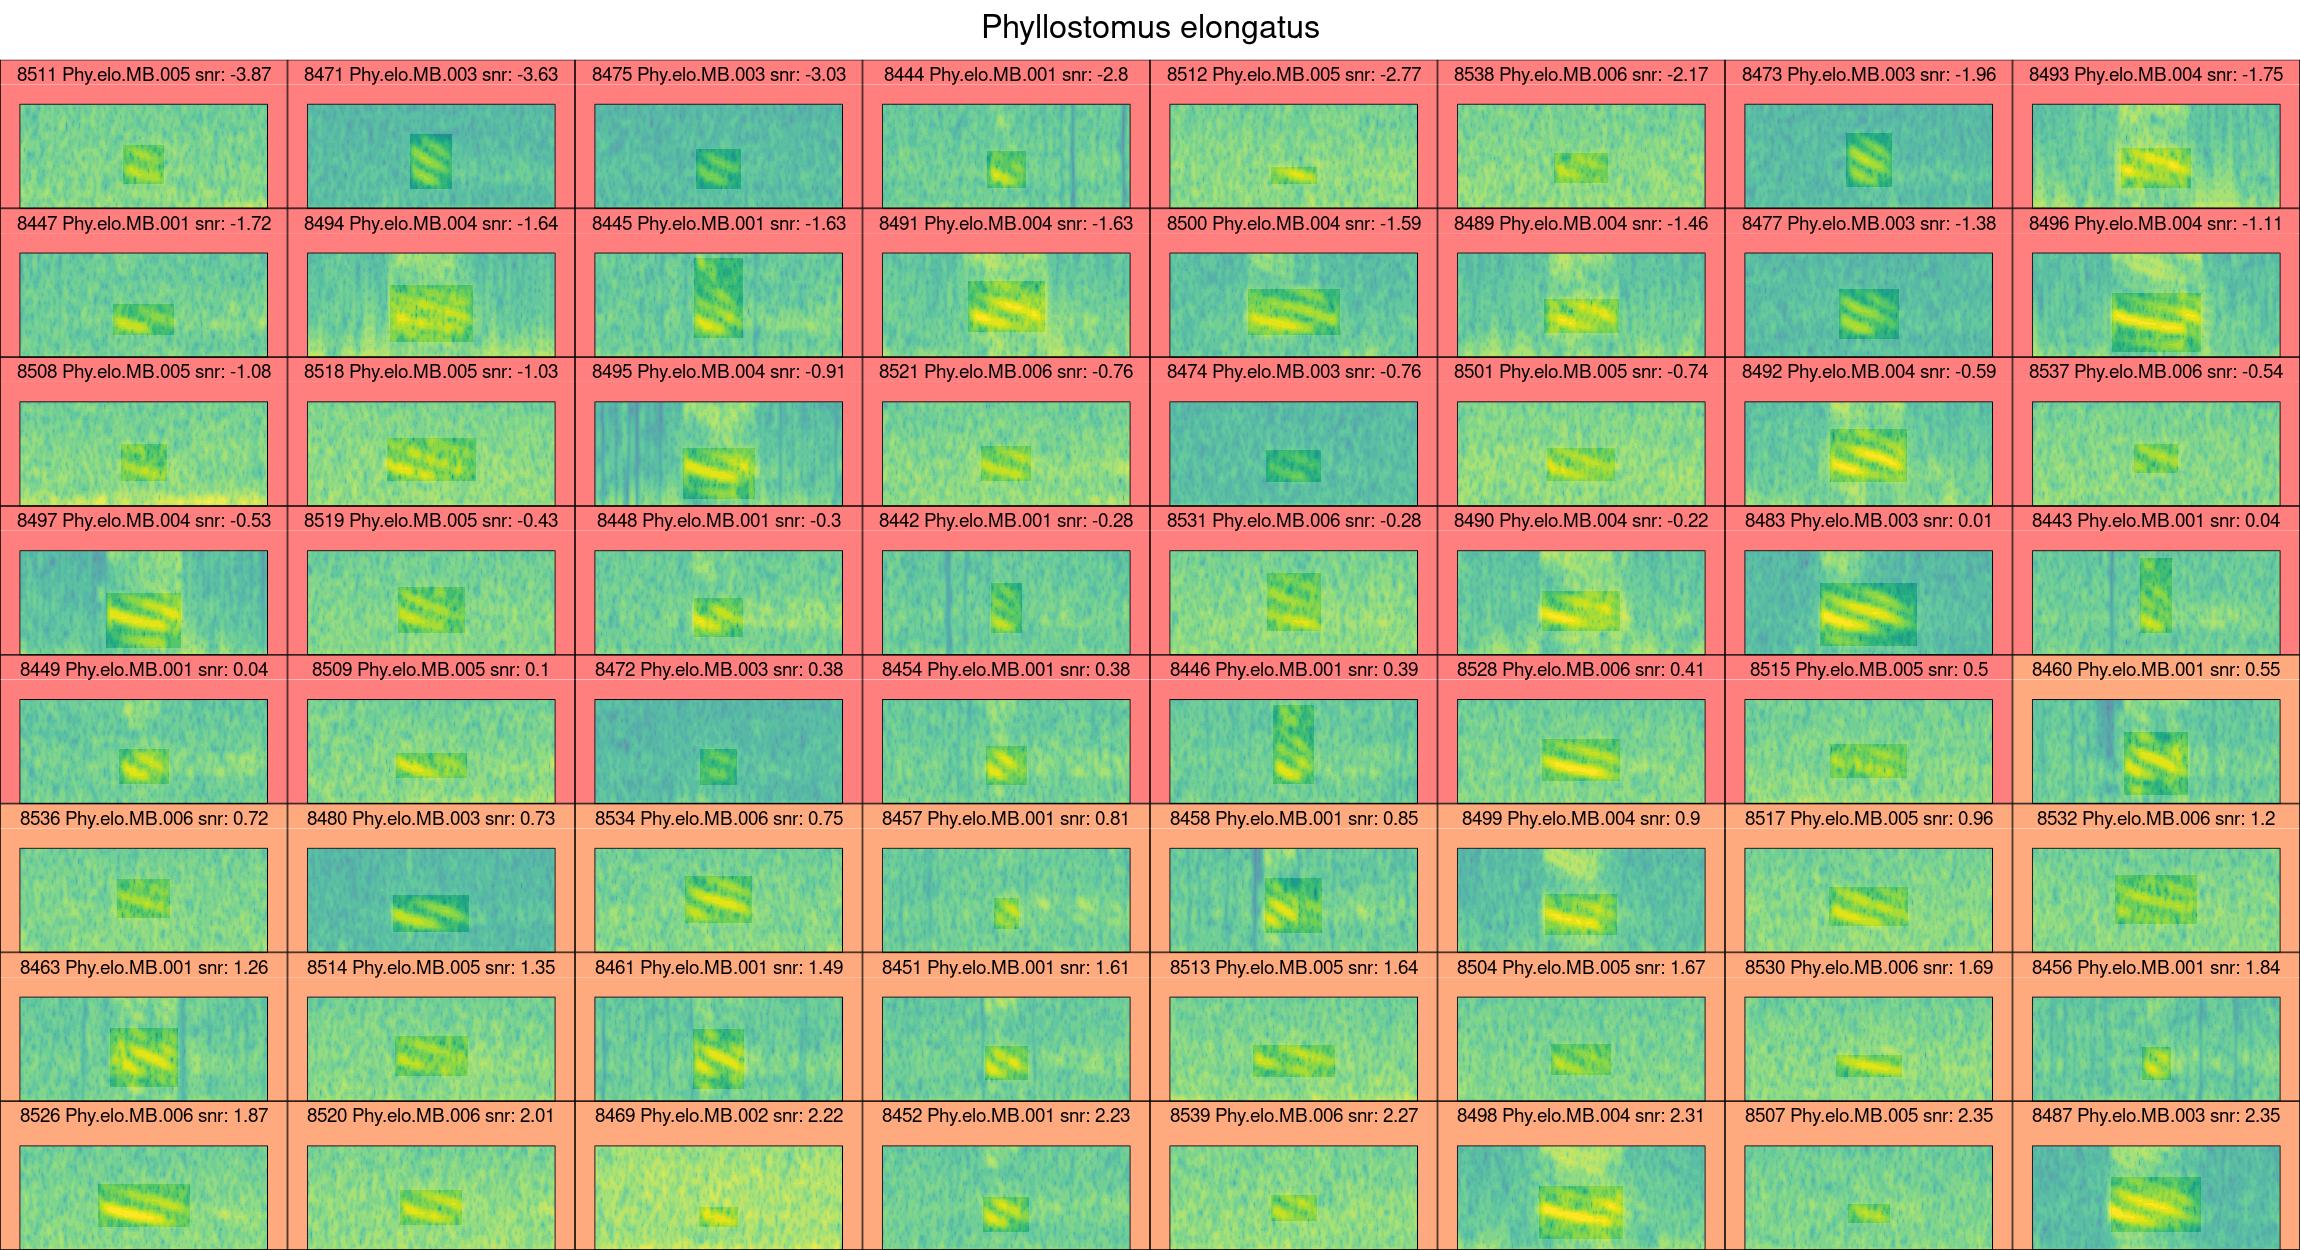 Phyllostomus elongatus
8511 Phy.elo.MB.005 snr: -3.87 8471 Phy.elo.MB.003 snr: -3.63 8475 Phy.elo.MB.003 snr: -3.03 8444 Phy.elo.MB.001 snr: -2.8 8512 Phy.elo.MB.005 snr: -2.77 8538 Phy.elo.MB.006 snr: -2.17 8473 Phy.elo.MB.003 snr: -1.96 8493 Phy.elo.MB.004 snr: -1.75
8447 Phy.elo.MB.001 snr: -1.72 8494 Phy.elo.MB.004 snr: -1.64 8445 Phy.elo.MB.001 snr: -1.63 8491 Phy.elo.MB.004 snr: -1.63 8500 Phy.elo.MB.004 snr: -1.59 8489 Phy.elo.MB.004 snr: -1.46 8477 Phy.elo.MB.003 snr: -1.38 8496 Phy.elo.MB.004 snr: -1.11
8508 Phy.elo.MB.005 snr: -1.08 8518 Phy.elo.MB.005 snr: -1.03 8495 Phy.elo.MB.004 snr: -0.91 8521 Phy.elo.MB.006 snr: -0.76 8474 Phy.elo.MB.003 snr: -0.76 8501 Phy.elo.MB.005 snr: -0.74 8492 Phy.elo.MB.004 snr: -0.59 8537 Phy.elo.MB.006 snr: -0.54
8497 Phy.elo.MB.004 snr: -0.53 8519 Phy.elo.MB.005 snr: -0.43 8448 Phy.elo.MB.001 snr: -0.3 8442 Phy.elo.MB.001 snr: -0.28 8531 Phy.elo.MB.006 snr: -0.28 8490 Phy.elo.MB.004 snr: -0.22 8483 Phy.elo.MB.003 snr: 0.01 8443 Phy.elo.MB.001 snr: 0.04
8449 Phy.elo.MB.001 snr: 0.04 8509 Phy.elo.MB.005 snr: 0.1 8472 Phy.elo.MB.003 snr: 0.38 8454 Phy.elo.MB.001 snr: 0.38 8446 Phy.elo.MB.001 snr: 0.39 8528 Phy.elo.MB.006 snr: 0.41 8515 Phy.elo.MB.005 snr: 0.5 8460 Phy.elo.MB.001 snr: 0.55
8536 Phy.elo.MB.006 snr: 0.72 8480 Phy.elo.MB.003 snr: 0.73 8534 Phy.elo.MB.006 snr: 0.75 8457 Phy.elo.MB.001 snr: 0.81 8458 Phy.elo.MB.001 snr: 0.85 8499 Phy.elo.MB.004 snr: 0.9 8517 Phy.elo.MB.005 snr: 0.96 8532 Phy.elo.MB.006 snr: 1.2
8463 Phy.elo.MB.001 snr: 1.26 8514 Phy.elo.MB.005 snr: 1.35 8461 Phy.elo.MB.001 snr: 1.49 8451 Phy.elo.MB.001 snr: 1.61 8513 Phy.elo.MB.005 snr: 1.64 8504 Phy.elo.MB.005 snr: 1.67 8530 Phy.elo.MB.006 snr: 1.69 8456 Phy.elo.MB.001 snr: 1.84
8526 Phy.elo.MB.006 snr: 1.87 8520 Phy.elo.MB.006 snr: 2.01 8469 Phy.elo.MB.002 snr: 2.22 8452 Phy.elo.MB.001 snr: 2.23 8539 Phy.elo.MB.006 snr: 2.27 8498 Phy.elo.MB.004 snr: 2.31 8507 Phy.elo.MB.005 snr: 2.35 8487 Phy.elo.MB.003 snr: 2.35